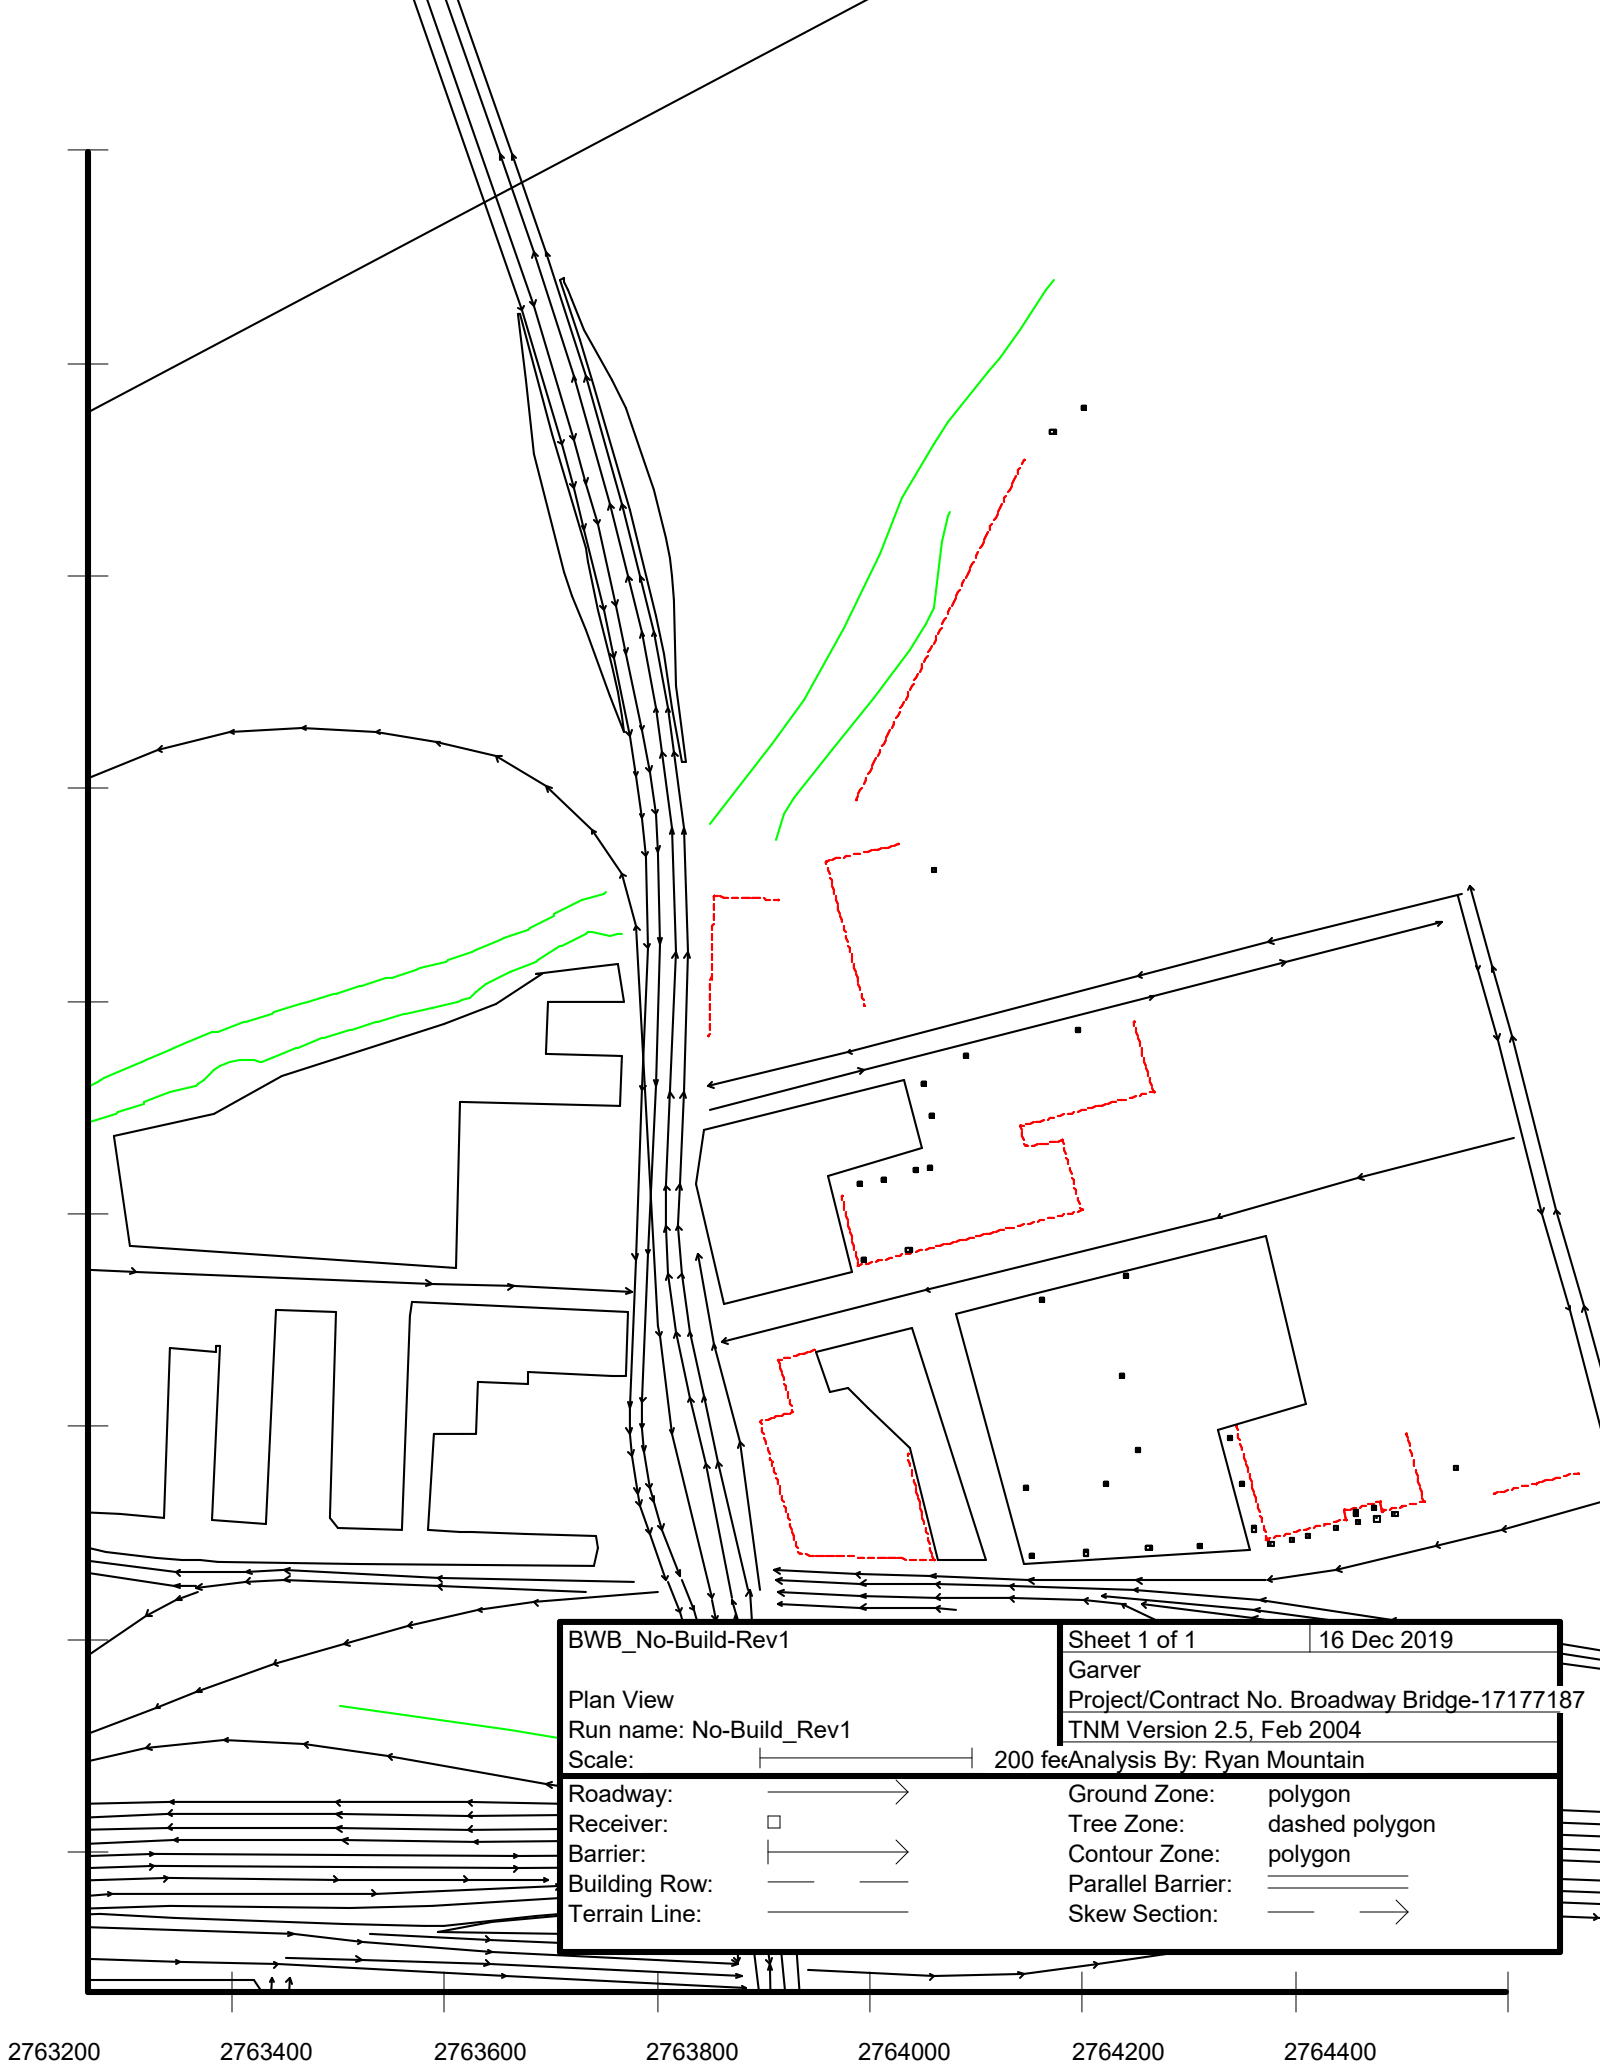 BWB_No-Build-Rev1
Sheet 1 of 1
16 Dec 2019
Garver
Plan View
Project/Contract No. Broadway Bridge-17177187
Run name: No-Build_Rev1
TNM Version 2.5, Feb 2004
Scale:
200 fee
Analysis By: Ryan Mountain
Roadway:
Ground Zone: polygon
Receiver:
Tree Zone: dashed polygon
Barrier:
Contour Zone: polygon
Building Row:
Parallel Barrier:
Terrain Line:
Skew Section:
2763200 2763400 2763600 2763800 2764000 2764200 2764400